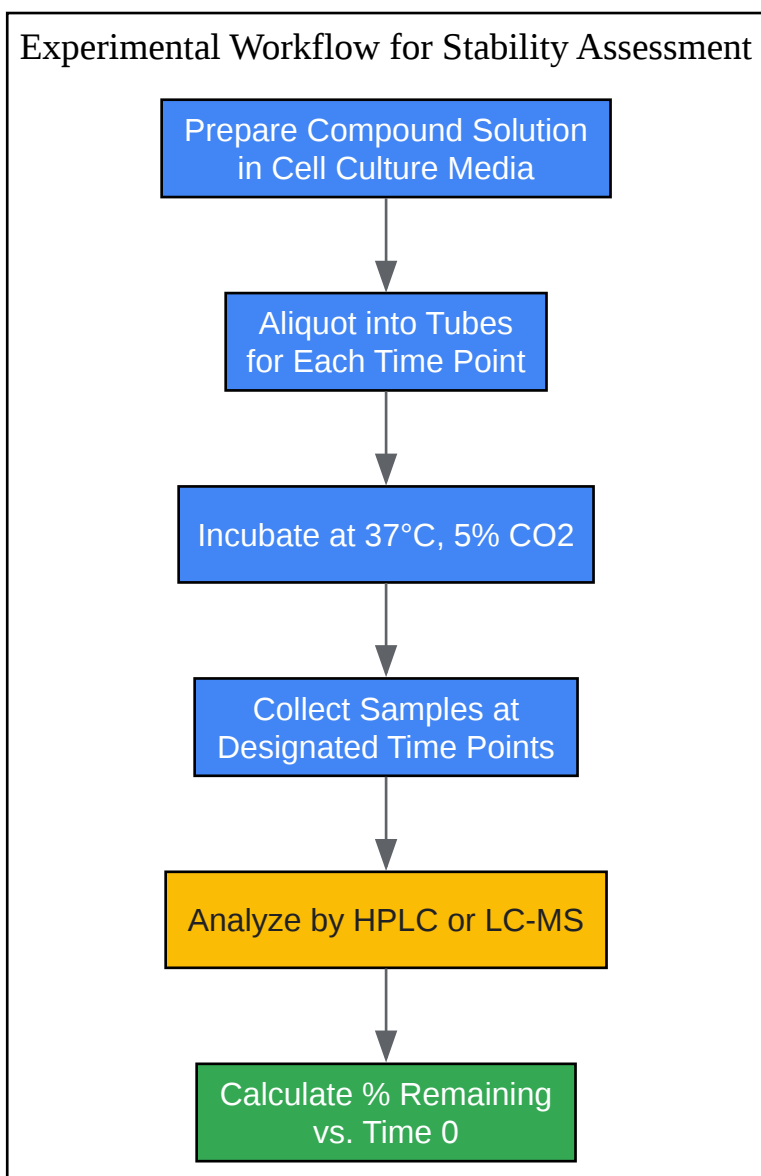 Experimental Workflow for Stability Assessment
Prepare Compound Solution
in Cell Culture Media
Aliquot into Tubes
for Each Time Point
Incubate at 37°C, 5% CO2
Collect Samples at
Designated Time Points
Analyze by HPLC or LC-MS
Calculate % Remaining
vs. Time 0